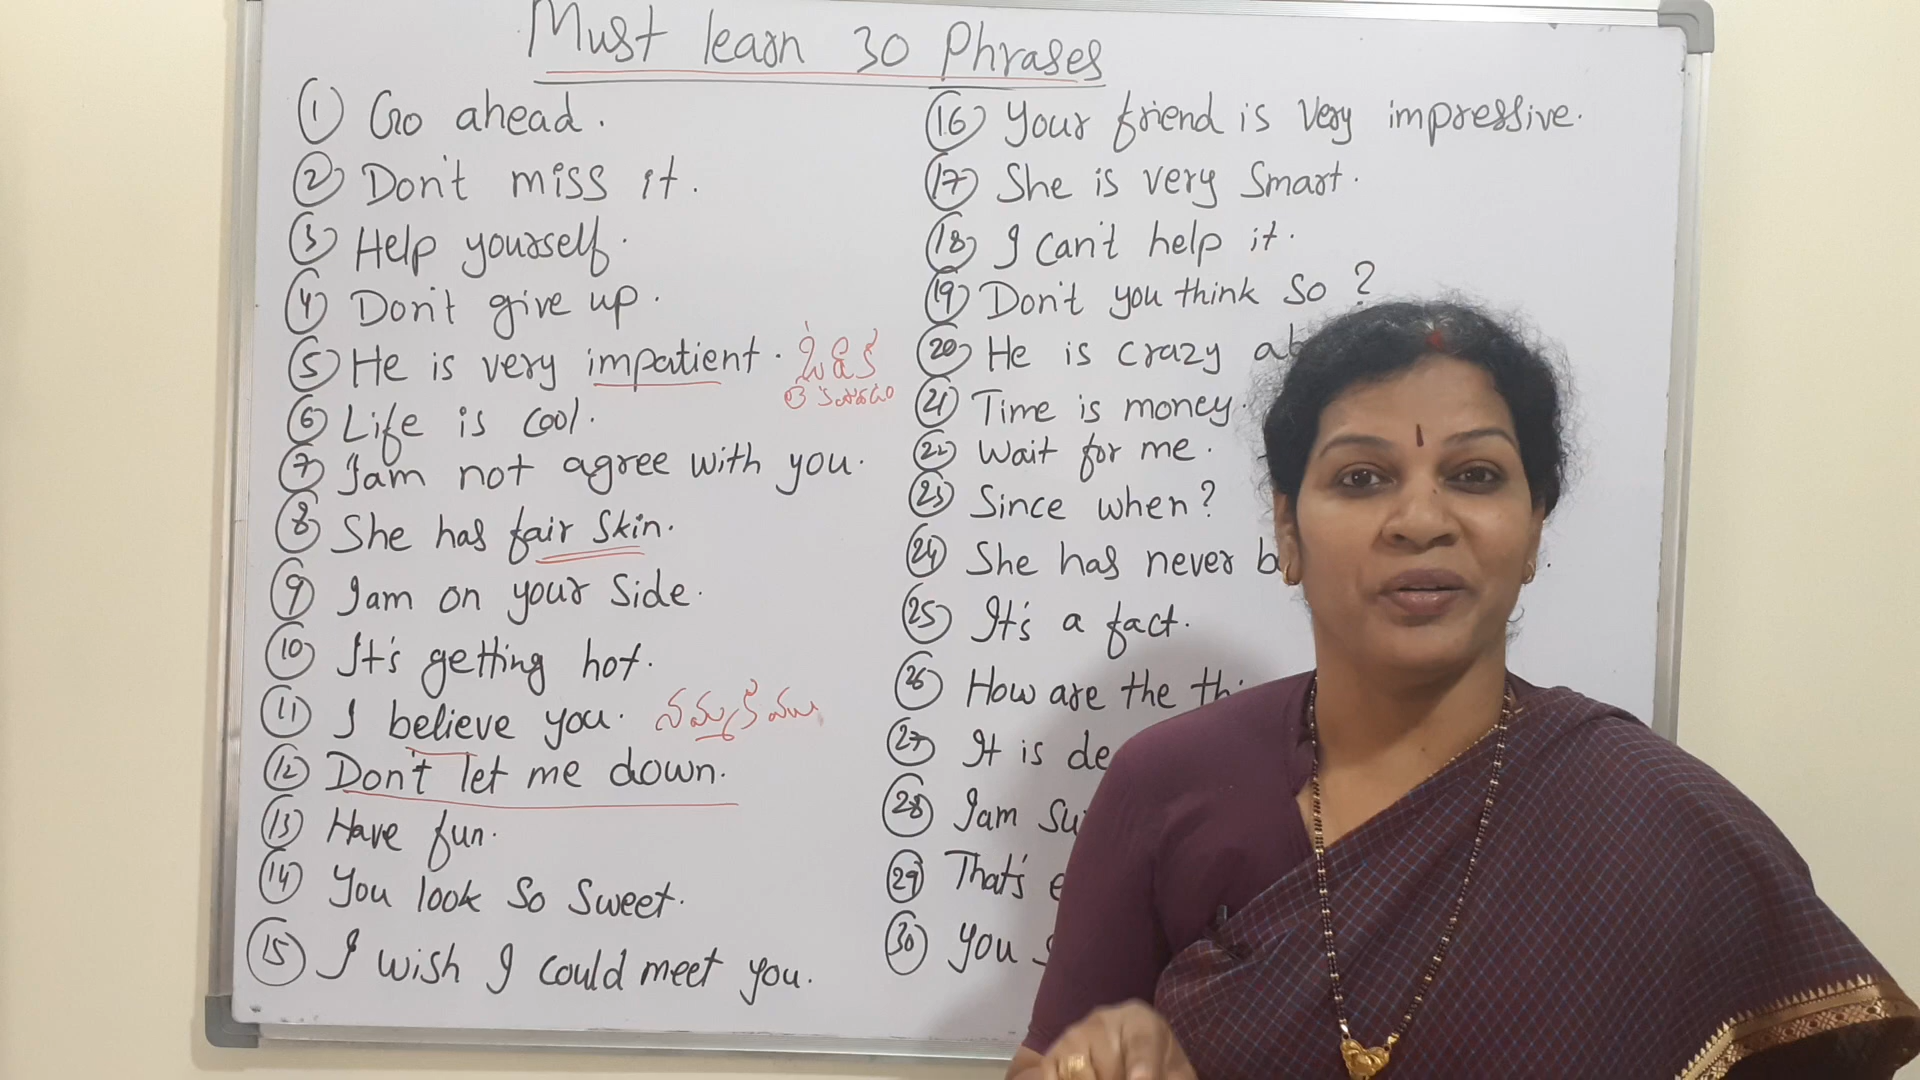 Must learn 30 Phrases
① Go ahead.
② Don't miss it.
③ Help yourself.
④ Don't give up.
⑤ He is very impatient. ఓపిక
లేకపోవడం
⑥ Life is cool.
⑦ I am not agree with you.
⑧ She has fair skin.
⑨ I am on your side.
⑩ It's getting hot.
⑪ I believe you. నమ్మకము
⑫ Don't let me down.
⑬ Have fun.
⑭ You look so sweet.
⑮ I wish I could meet you.
⑯ Your friend is very impressive.
⑰ She is very smart.
⑱ I can't help it.
⑲ Don't you think so?
⑳ He is crazy
㉑ Time is money.
㉒ Wait for me.
㉓ Since when?
㉔ She has never
㉕ It's a fact.
㉖ How are the
㉗ It is
㉘ I am
㉙ That's
㉚ You